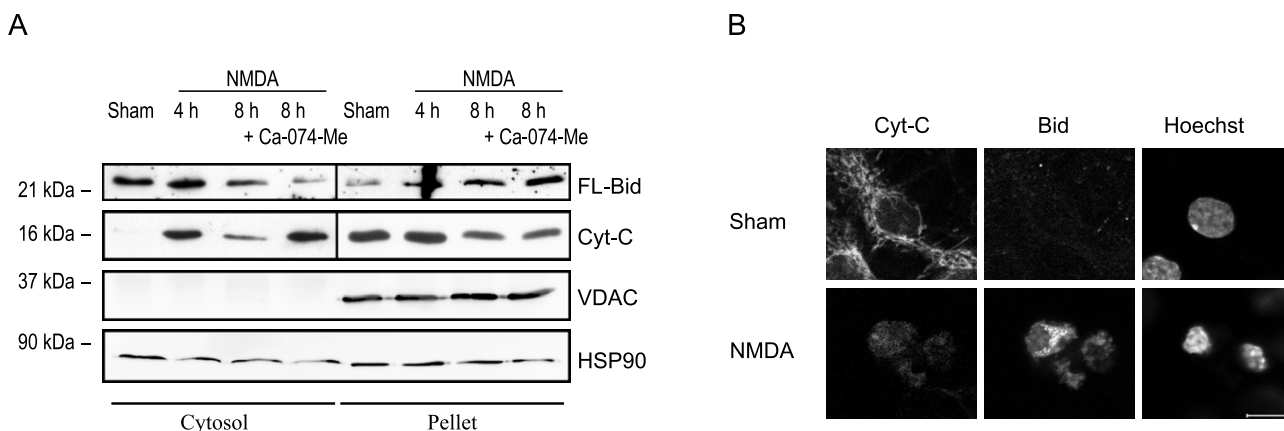 A
B
NMDA NMDA
Sham 4 h 8 h 8 h Sham 4 h 8 h 8 h
+ Ca-074-Me + Ca-074-Me
Cyt-C Bid Hoechst
21 kDa – FL-Bid
16 kDa – Cyt-C
Sham
37 kDa – VDAC
90 kDa – HSP90
NMDA
Cytosol Pellet